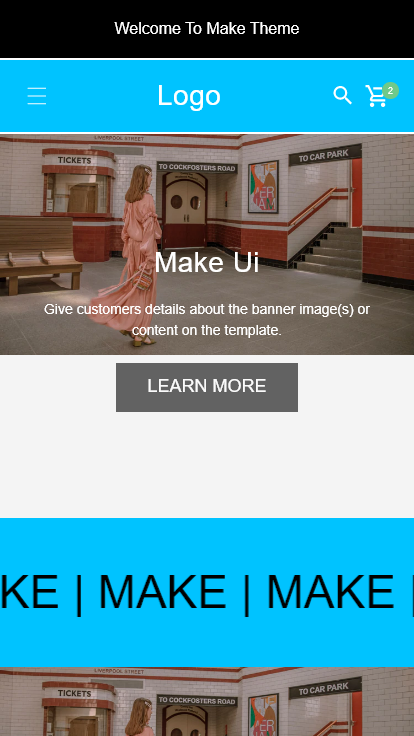 Welcome To Make Theme
Logo
2
LIVERPOOL STREET
TICKETS
TO COCKFOSTERS ROAD
TO CAR PARK
Make Ui
Give customers details about the banner image(s) or
content on the template.
LEARN MORE
KE | MAKE | MAKE |
TICKETS
TO COCKFOSTERS ROAD
TO CAR PARK